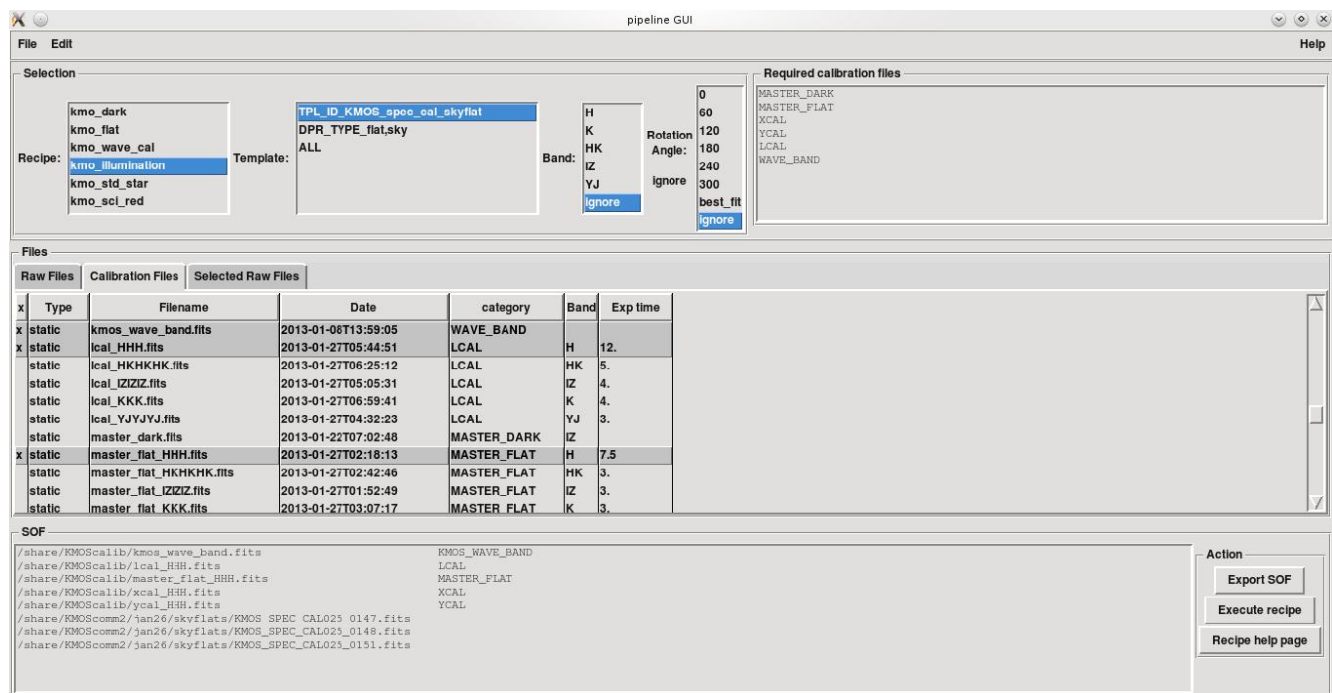 pipeline GUI
File Edit Help
Selection
Recipe:
kmo_dark
kmo_flat
kmo_wave_cal
kmo_illumination
kmo_std_star
kmo_sci_red
Template:
TPL_ID_KMOS_spec_cal_skyflat
DPR_TYPE_flat,sky
ALL
Band:
H
K
HK
IZ
YJ
ignore
Rotation
Angle:
ignore
0
60
120
180
240
300
best_fit
ignore
Required calibration files
MASTER_DARK
MASTER_FLAT
XCAL
YCAL
LCAL
WAVE_BAND
Files
Raw Files Calibration Files Selected Raw Files
x Type Filename Date category Band Exp time
x static kmos_wave_band.fits 2013-01-08T13:59:05 WAVE_BAND
x static lcal_HHH.fits 2013-01-27T05:44:51 LCAL H 12.
static lcal_HKHKHK.fits 2013-01-27T06:25:12 LCAL HK 5.
static lcal_IZIZIZ.fits 2013-01-27T05:05:31 LCAL IZ 4.
static lcal_KKK.fits 2013-01-27T06:59:41 LCAL K 4.
static lcal_YJYJYJ.fits 2013-01-27T04:32:23 LCAL YJ 3.
static master_dark.fits 2013-01-22T07:02:48 MASTER_DARK IZ
x static master_flat_HHH.fits 2013-01-27T02:18:13 MASTER_FLAT H 7.5
static master_flat_HKHKHK.fits 2013-01-27T02:42:46 MASTER_FLAT HK 3.
static master_flat_IZIZIZ.fits 2013-01-27T01:52:49 MASTER_FLAT IZ 3.
static master_flat_KKK.fits 2013-01-27T03:07:17 MASTER_FLAT K 3.
SOF
/share/KMOScalib/kmos_wave_band.fits KMOS_WAVE_BAND
/share/KMOScalib/lcal_HHH.fits LCAL
/share/KMOScalib/master_flat_HHH.fits MASTER_FLAT
/share/KMOScalib/xcal_HHH.fits XCAL
/share/KMOScalib/ycal_HHH.fits YCAL
/share/KMOScomm2/jan26/skyflats/KMOS_SPEC_CAL025_0147.fits
/share/KMOScomm2/jan26/skyflats/KMOS_SPEC_CAL025_0148.fits
/share/KMOScomm2/jan26/skyflats/KMOS_SPEC_CAL025_0151.fits
Action
Export SOF
Execute recipe
Recipe help page